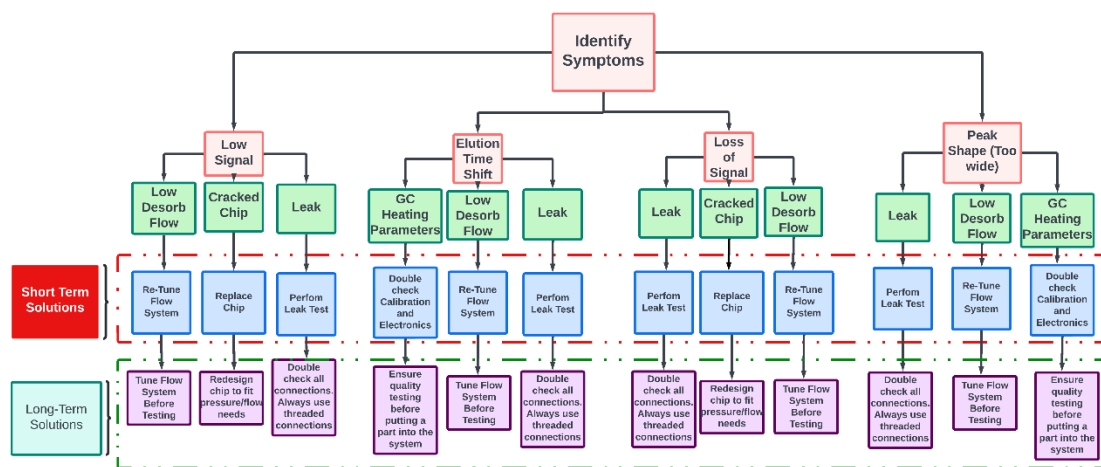 Identify
Symptoms
Low
Signal
Elution
Time
Shift
Loss
of
Signal
Peak
Shape (Too
wide)
Low
Desorb
Flow
Cracked
Chip
Leak
GC
Heating
Parameters
Low
Desorb
Flow
Leak
Leak
Cracked
Chip
Low
Desorb
Flow
Leak
Low
Desorb
Flow
GC
Heating
Parameters
Short Term
Solutions
Re-Tune
Flow
System
Replace
Chip
Perfom
Leak Test
Double
check
Calibration
and
Electronics
Re-Tune
Flow
System
Perfom
Leak Test
Perfom
Leak Test
Replace
Chip
Re-Tune
Flow
System
Perfom
Leak Test
Re-Tune
Flow
System
Double
check
Calibration
and
Electronics
Long-Term
Solutions
Tune Flow
System
Before
Testing
Redesign
chip to fit
pressure/flow
needs
Double
check all
connections.
Always use
threaded
connections
Ensure
quality
testing
before
putting a
part into the
system
Tune Flow
System
Before
Testing
Double
check all
connections.
Always use
threaded
connections
Double
check all
connections.
Always use
threaded
connections
Redesign
chip to fit
pressure/flow
needs
Tune Flow
System
Before
Testing
Double
check all
connections.
Always use
threaded
connections
Tune Flow
System
Before
Testing
Ensure
quality
testing
before
putting a
part into the
system